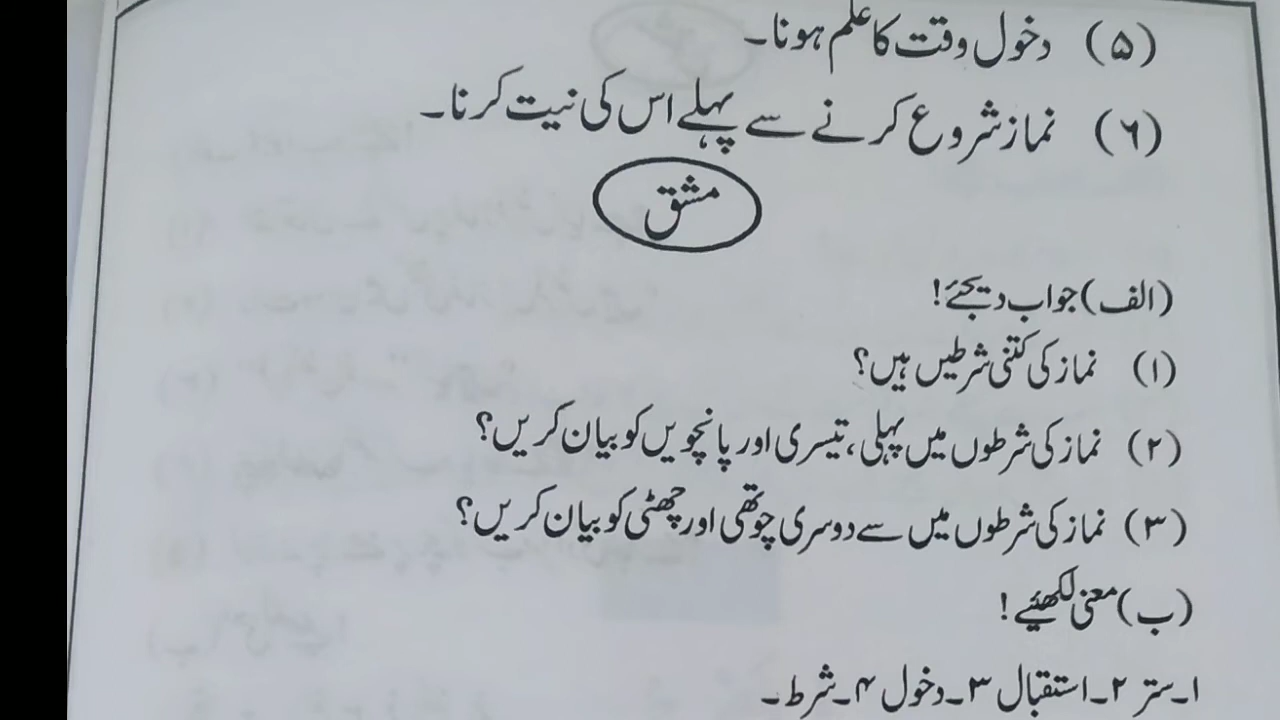 (۵) دخول وقت کا علم ہونا۔
(۶) نماز شروع کرنے سے پہلے اس کی نیت کرنا۔
مشق
(الف) جواب دیجئے!
(۱) نماز کی کتنی شرطیں ہیں؟
(۲) نماز کی شرطوں میں پہلی، تیسری اور پانچویں کو بیان کریں؟
(۳) نماز کی شرطوں میں سے دوسری چوتھی اور چھٹی کو بیان کریں؟
(ب) معنی لکھئیے!
۱۔ستر ۲۔استقبال ۳۔دخول ۴۔شرط۔